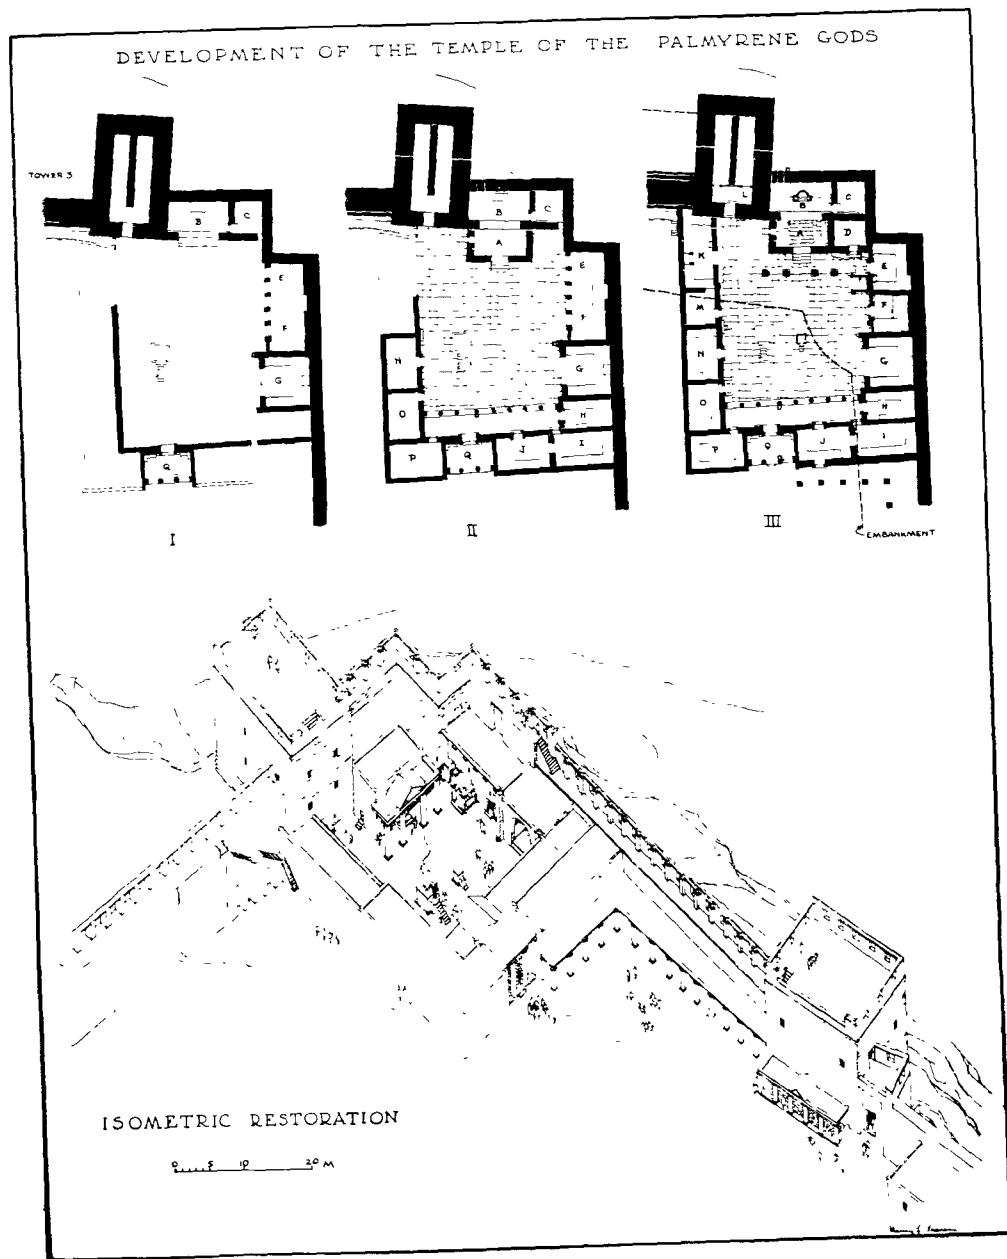 DEVELOPMENT OF THE TEMPLE OF THE PALMYRENE GODS
TOWER 3
B C
E
F
G
Q
I
B C
A
E
F
N G
O H
P Q J I
II
L
B C
A D
K E
M F
N G
O H
P Q J I
III
EMBANKMENT
ISOMETRIC RESTORATION
0 5 10 20 M